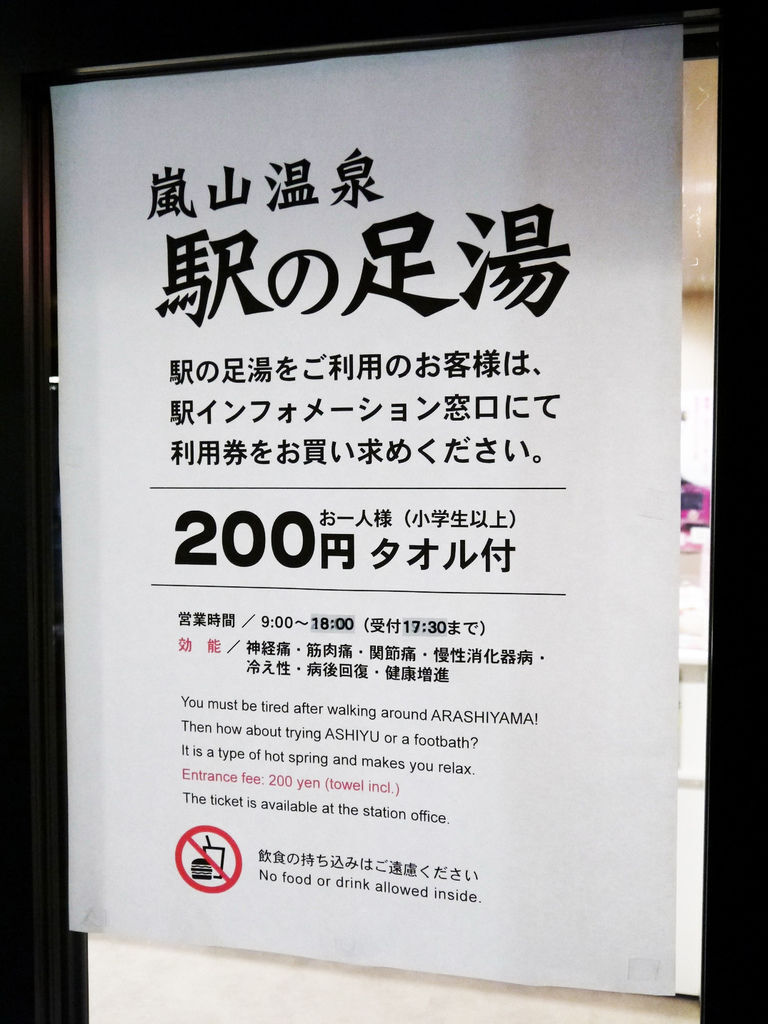 嵐山温泉
駅の足湯
駅の足湯をご利用のお客様は、
駅インフォメーション窓口にて
利用券をお買い求めください。
200円 お一人様（小学生以上）
タオル付
営業時間 ／ 9:00〜18:00（受付17:30まで）
効 能 ／ 神経痛・筋肉痛・関節痛・慢性消化器病・
冷え性・病後回復・健康増進
You must be tired after walking around ARASHIYAMA!
Then how about trying ASHIYU or a footbath?
It is a type of hot spring and makes you relax.
Entrance fee: 200 yen (towel incl.)
The ticket is available at the station office.
飲食の持ち込みはご遠慮ください
No food or drink allowed inside.